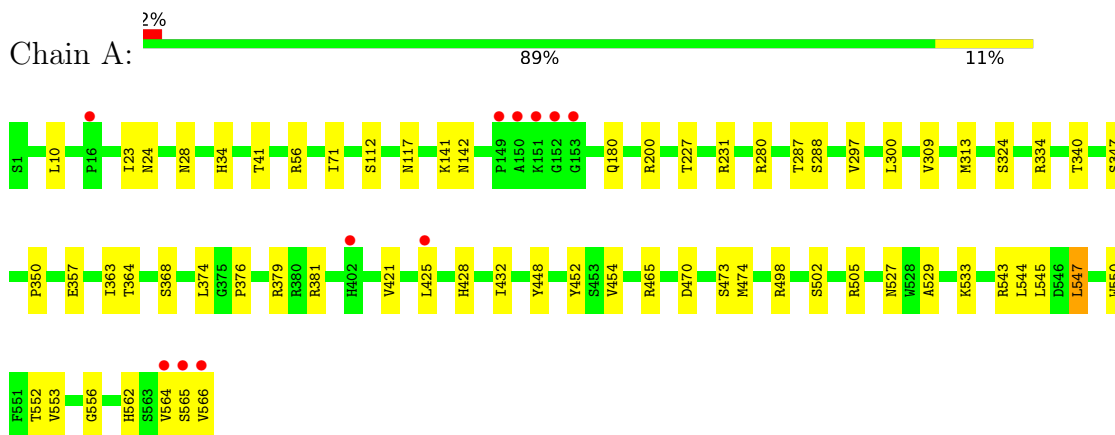 2%
Chain A:
89% 11%
S1 L10 P16 I23 N24 N28 H34 T41 R56 I71 S112 N117 K141 N142 P149 A150 K151 G152 G153 Q180 R200 T227 R231 R280 T287 S288 V297 L300 V309 M313 S324 R334 T340 S347
P350 E357 I363 T364 S368 L374 G375 P376 R379 R380 R381 H402 V421 L425 H428 I432 Y448 Y452 S453 V454 R465 D470 S473 M474 R498 S502 R505 N527 W528 A529 K533 R543 L544 L545 D546 L547 W550
F551 T552 V553 G556 H562 S563 V564 S565 V566